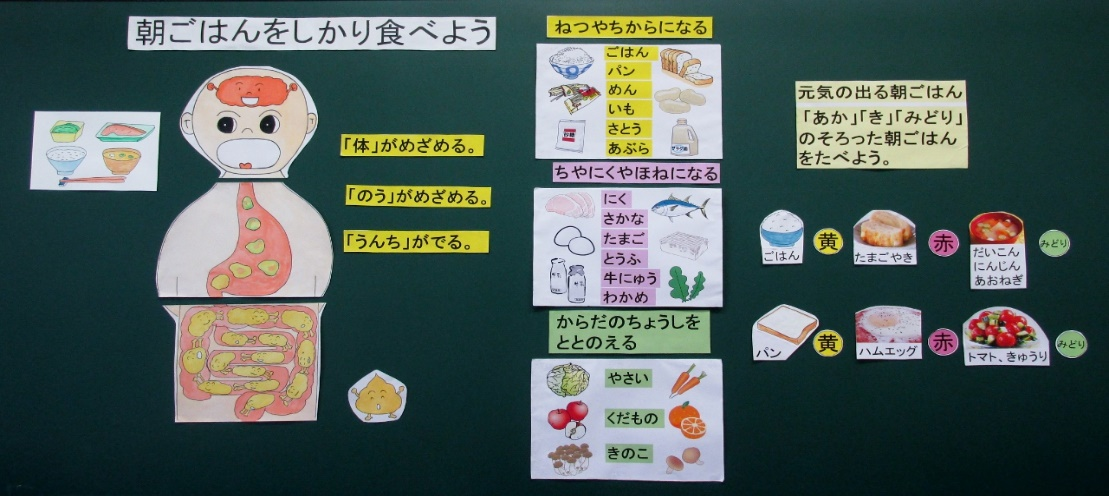 朝ごはんをしかり食べよう
「体」がめざめる。
「のう」がめざめる。
「うんち」がでる。
ねつやちからになる
ごはん
パン
めん
いも
さとう
あぶら
ちやにくやほねになる
にく
さかな
たまご
とうふ
牛にゅう
わかめ
からだのちょうしを
ととのえる
やさい
くだもの
きのこ
元気の出る朝ごはん
「あか」「き」「みどり」
のそろった朝ごはん
をたべよう。
ごはん
黄
たまごやき
赤
だいこん
にんじん
あおねぎ
みどり
パン
黄
ハムエッグ
赤
トマト、きゅうり
みどり